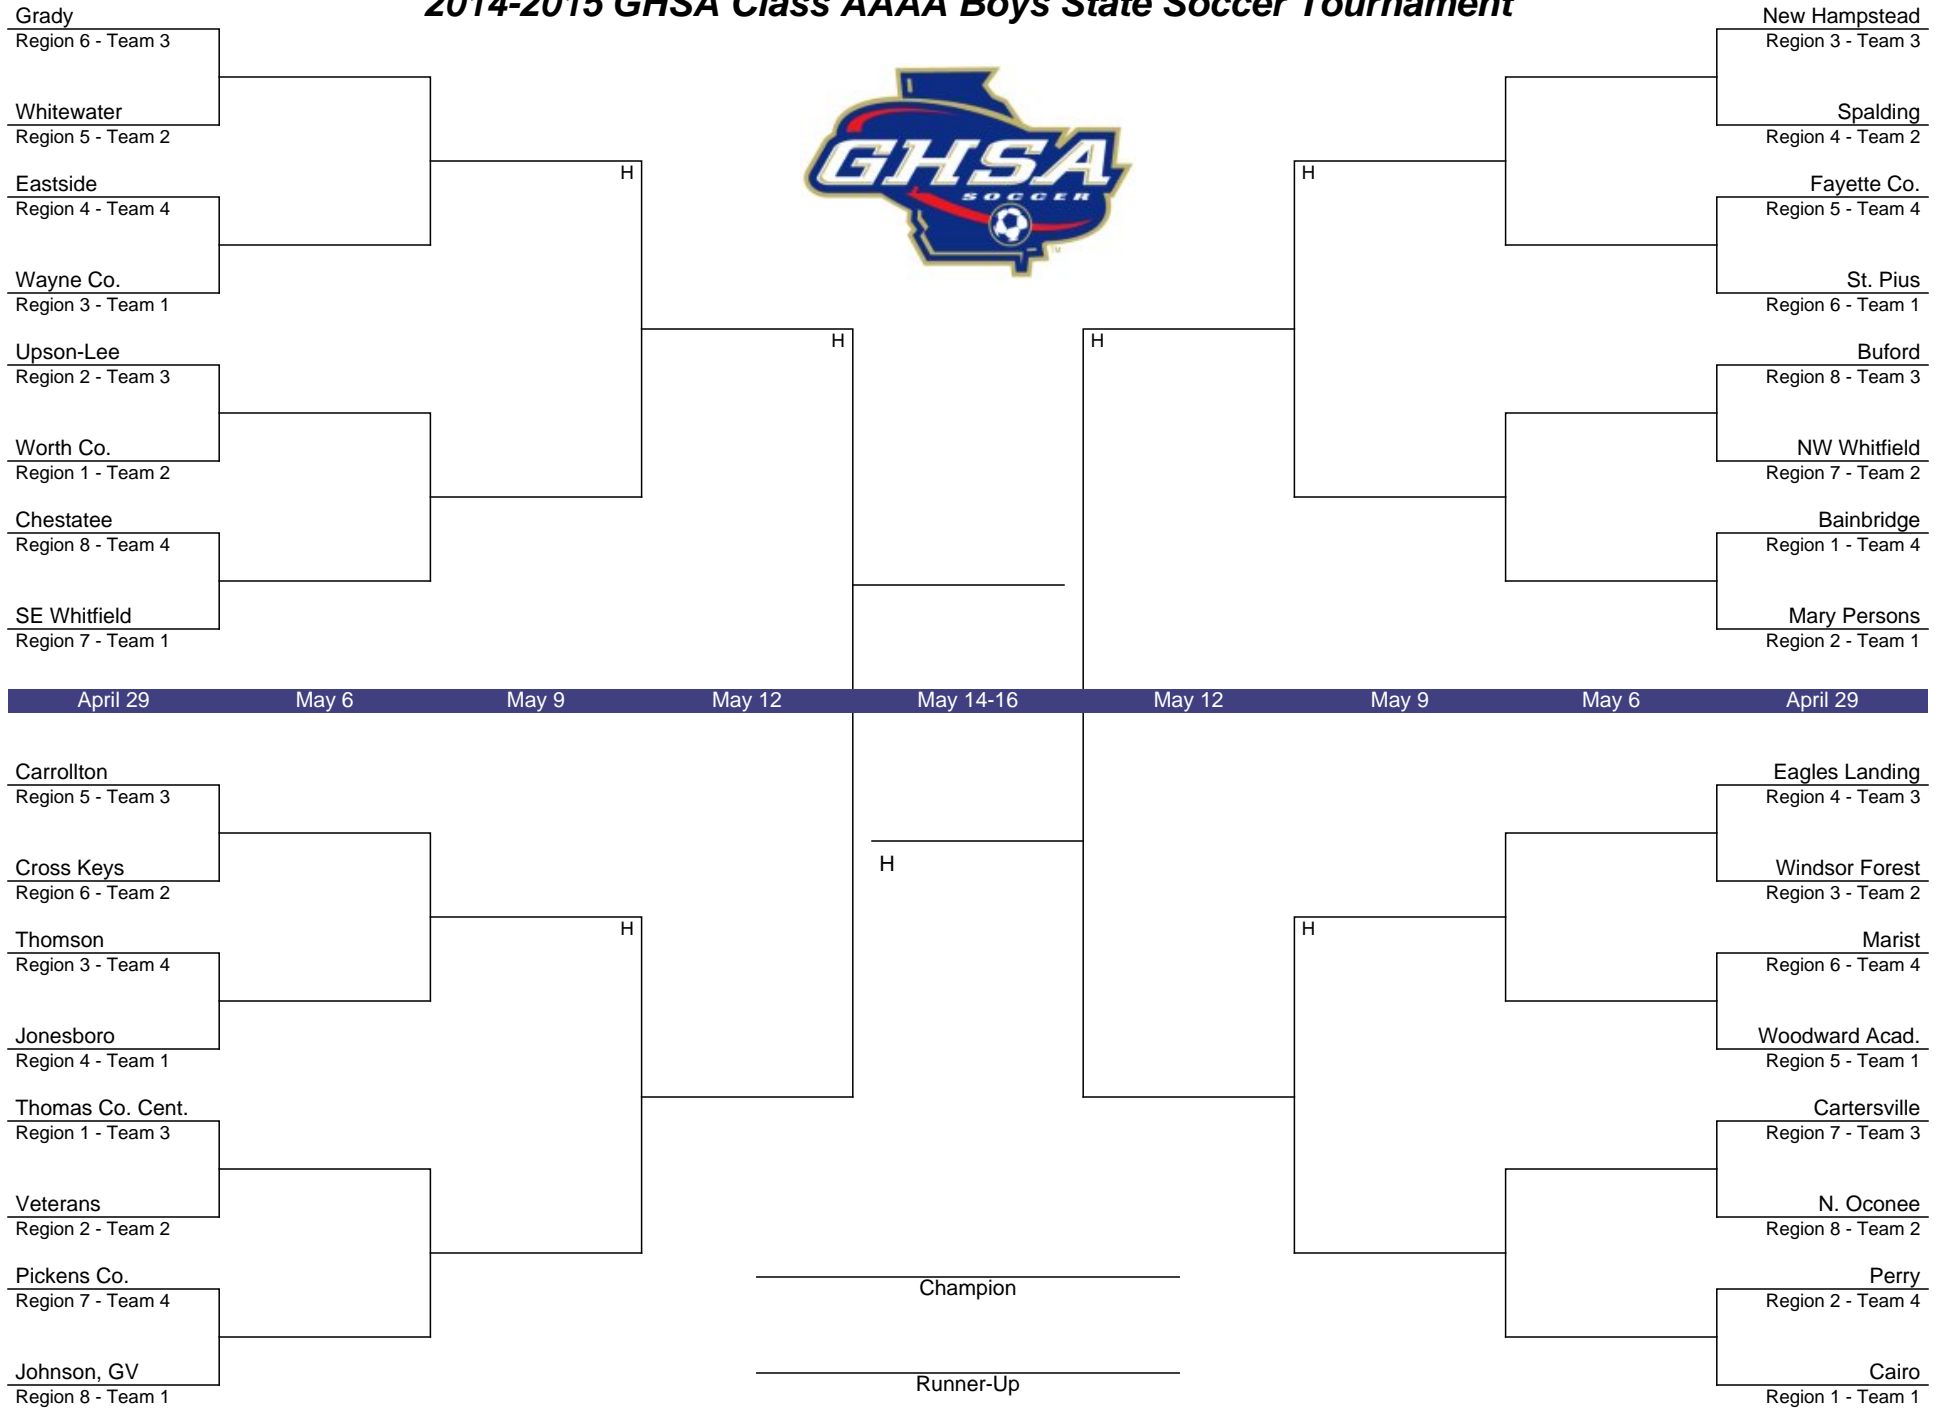 2014-2015 GHSA Class AAAA Boys State Soccer Tournament
GHSA
SOCCER
TM
Grady
Region 6 - Team 3
Whitewater
Region 5 - Team 2
Eastside
Region 4 - Team 4
Wayne Co.
Region 3 - Team 1
Upson-Lee
Region 2 - Team 3
Worth Co.
Region 1 - Team 2
Chestatee
Region 8 - Team 4
SE Whitfield
Region 7 - Team 1
H
H
H
H
New Hampstead
Region 3 - Team 3
Spalding
Region 4 - Team 2
Fayette Co.
Region 5 - Team 4
St. Pius
Region 6 - Team 1
Buford
Region 8 - Team 3
NW Whitfield
Region 7 - Team 2
Bainbridge
Region 1 - Team 4
Mary Persons
Region 2 - Team 1
April 29 May 6 May 9 May 12 May 14-16 May 12 May 9 May 6 April 29
Carrollton
Region 5 - Team 3
Cross Keys
Region 6 - Team 2
Thomson
Region 3 - Team 4
Jonesboro
Region 4 - Team 1
Thomas Co. Cent.
Region 1 - Team 3
Veterans
Region 2 - Team 2
Pickens Co.
Region 7 - Team 4
Johnson, GV
Region 8 - Team 1
H
H
H
Eagles Landing
Region 4 - Team 3
Windsor Forest
Region 3 - Team 2
Marist
Region 6 - Team 4
Woodward Acad.
Region 5 - Team 1
Cartersville
Region 7 - Team 3
N. Oconee
Region 8 - Team 2
Perry
Region 2 - Team 4
Cairo
Region 1 - Team 1
Champion
Runner-Up